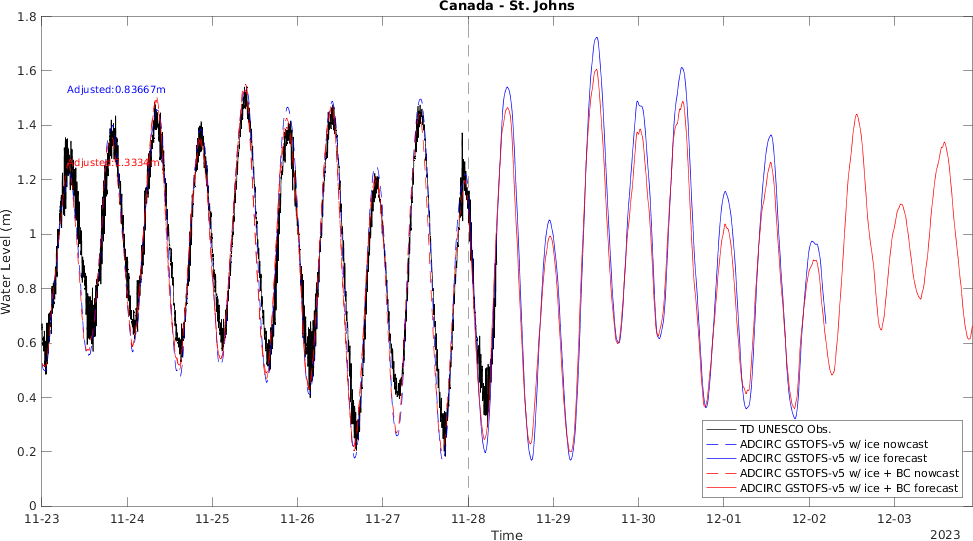 Canada - St. Johns
1.8
1.6
1.4
1.2
1
0.8
0.6
0.4
0.2
0
Water Level (m)
Adjusted:0.83667m
Adjusted:1.3334m
TD UNESCO Obs.
ADCIRC GSTOFS-v5 w/ ice nowcast
ADCIRC GSTOFS-v5 w/ ice forecast
ADCIRC GSTOFS-v5 w/ ice + BC nowcast
ADCIRC GSTOFS-v5 w/ ice + BC forecast
11-23 11-24 11-25 11-26 11-27 11-28 11-29 11-30 12-01 12-02 12-03
Time
2023